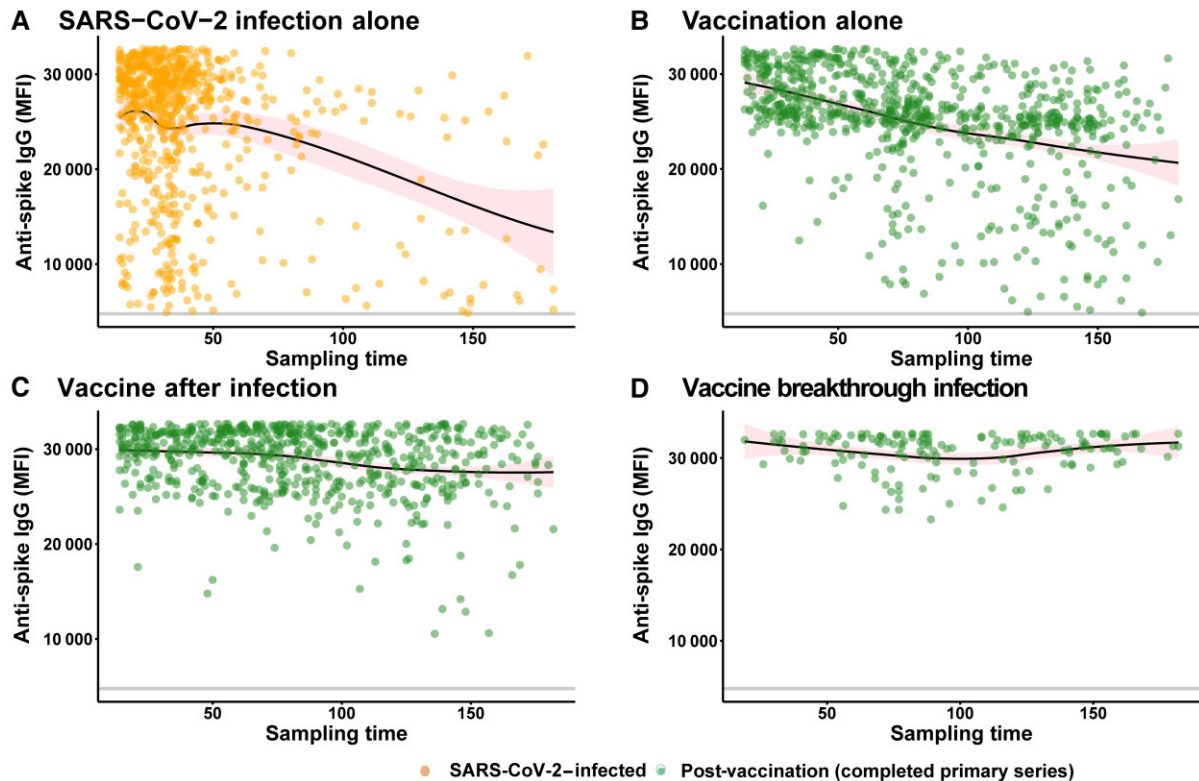 A SARS−CoV−2 infection alone
Anti-spike IgG (MFI)
30 000
20 000
10 000
50 100 150
Sampling time
B Vaccination alone
Anti-spike IgG (MFI)
30 000
20 000
10 000
50 100 150
Sampling time
C Vaccine after infection
Anti-spike IgG (MFI)
30 000
20 000
10 000
50 100 150
Sampling time
D Vaccine breakthrough infection
Anti-spike IgG (MFI)
30 000
20 000
10 000
50 100 150
Sampling time
SARS-CoV-2−infected Post-vaccination (completed primary series)